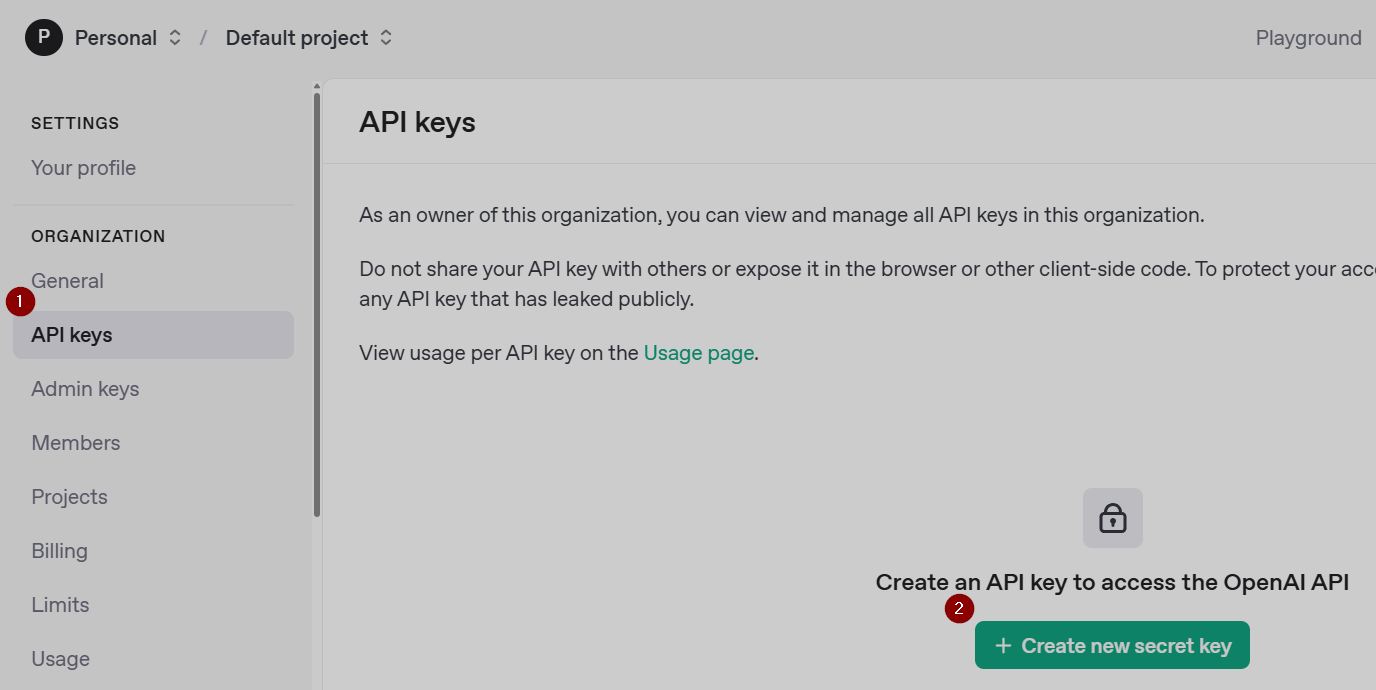 P Personal / Default project Playground
SETTINGS
Your profile
ORGANIZATION
General
1
API keys
Admin keys
Members
Projects
Billing
Limits
Usage
API keys
As an owner of this organization, you can view and manage all API keys in this organization.
Do not share your API key with others or expose it in the browser or other client-side code. To protect your
any API key that has leaked publicly.
View usage per API key on the Usage page.
Create an API key to access the OpenAI API
2
+ Create new secret key